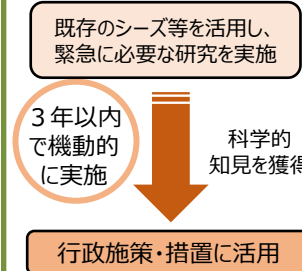 既存のシーズ等を活用し、
緊急に必要な研究を実施
３年以内
で機動的
に実施
科学的
知見を獲得
行政施策・措置に活用